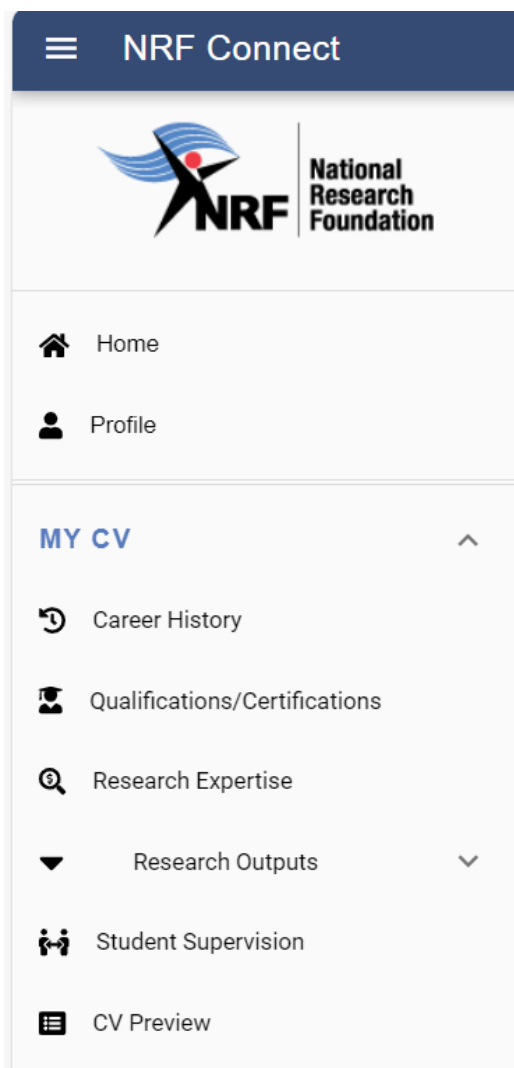 NRF Connect
NRF
National
Research
Foundation
Home
Profile
MY CV
Career History
Qualifications/Certifications
Research Expertise
Research Outputs
Student Supervision
CV Preview